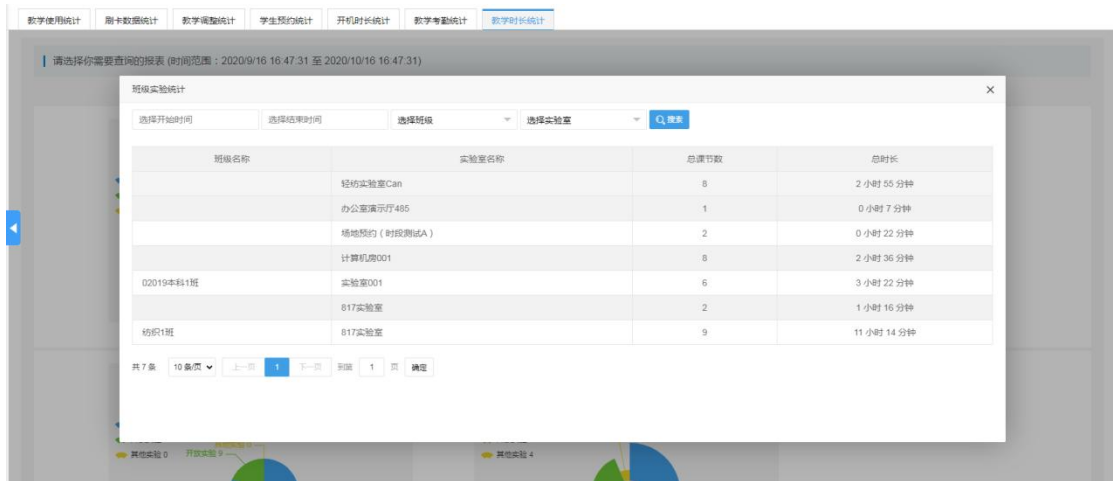 教学使用统计 刷卡数据统计 教学调整统计 学生预约统计 开机时长统计 教学考勤统计 教学时长统计
请选择你需要查询的报表 (时间范围：2020/9/16 16:47:31 至 2020/10/16 16:47:31)
班级实验统计
选择开始时间 选择结束时间 选择班级 选择实验室 搜索
班级名称 实验室名称 总课节数 总时长
轻纺实验室Can 8 2 小时 55 分钟
办公室演示厅485 1 0 小时 7 分钟
场地预约（时段测试A） 2 0 小时 22 分钟
计算机房001 8 2 小时 36 分钟
02019本科1班 实验室001 6 3 小时 22 分钟
817实验室 2 1 小时 16 分钟
纺织1班 817实验室 9 11 小时 14 分钟
共 7 条 10 条/页 上一页 1 下一页 到第 1 页 确定
其他实验 0 开放实验 9 其他实验 4